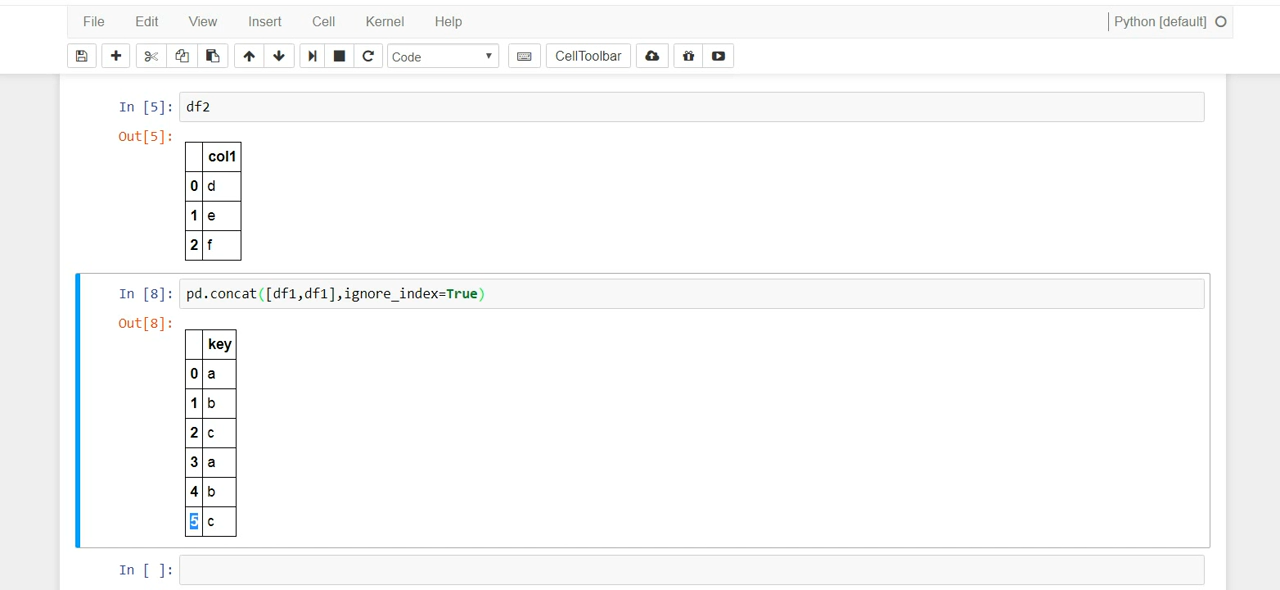 File Edit View Insert Cell Kernel Help Python [default]
Code CellToolbar
In [5]: df2
Out[5]:
col1
0 d
1 e
2 f
In [8]: pd.concat([df1,df1],ignore_index=True)
Out[8]:
key
0 a
1 b
2 c
3 a
4 b
5 c
In [ ]: